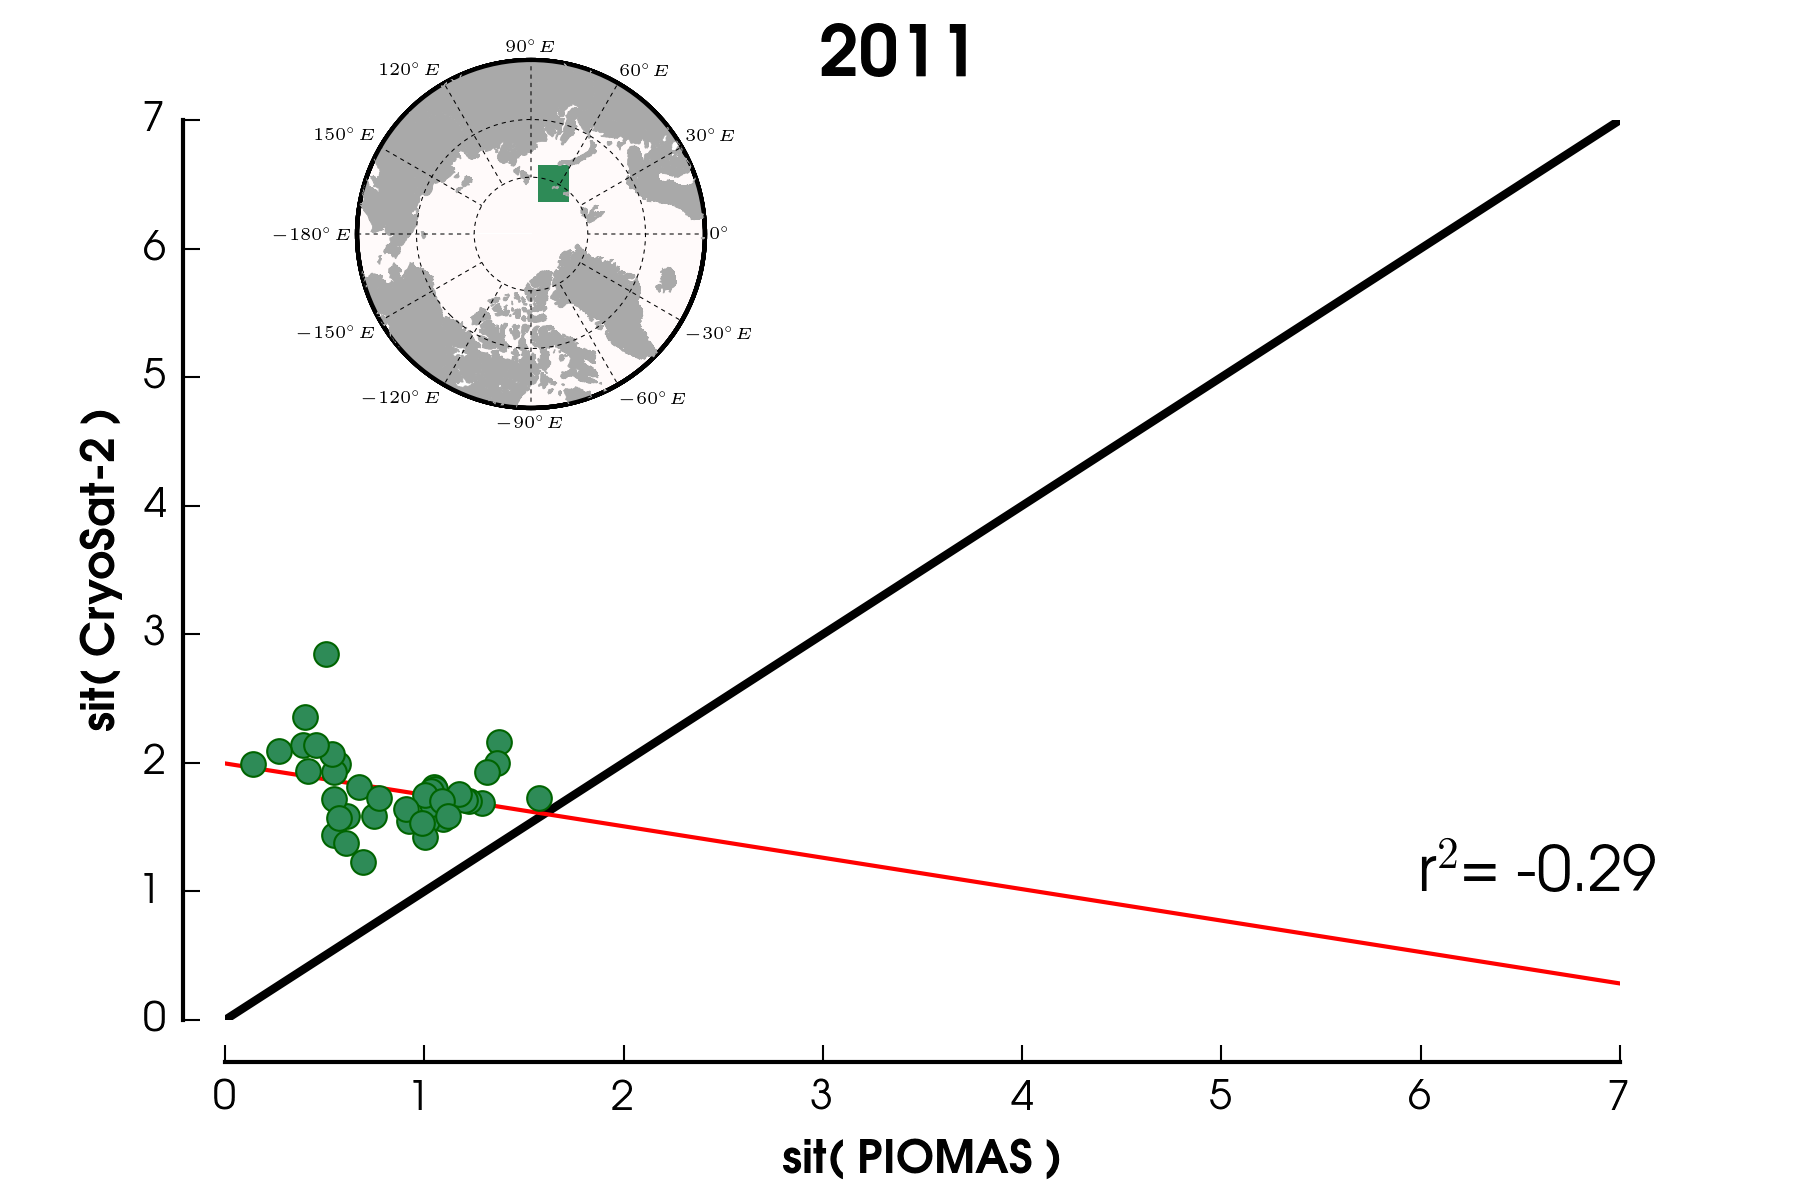 2011
90° E
120° E
60° E
150° E
30° E
−180° E
0°
−150° E
−30° E
−120° E
−60° E
−90° E
7
6
5
4
3
2
1
0
sit( CryoSat-2 )
r²= -0.29
0 1 2 3 4 5 6 7
sit( PIOMAS )